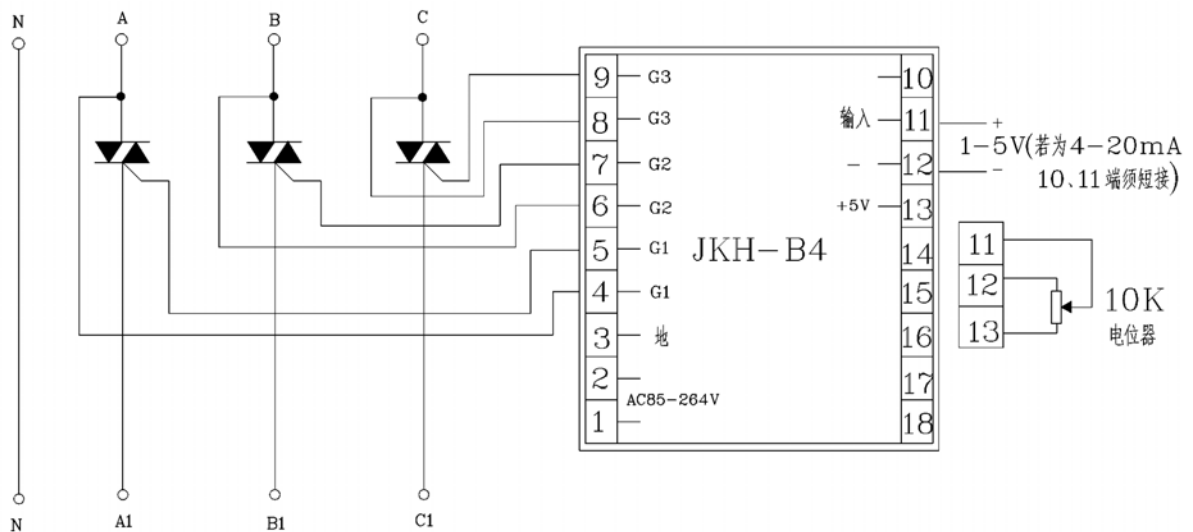 N
A
B
C
9 G3
8 G3
7 G2
6 G2
5 G1
4 G1
3 地
2
AC85-264V
1
JKH-B4
10
输入 11
- 12
+5V 13
14
15
16
17
18
+
1-5V(若为4-20mA
- 10、11端须短接)
11
12
13
10K
电位器
N
A1
B1
C1